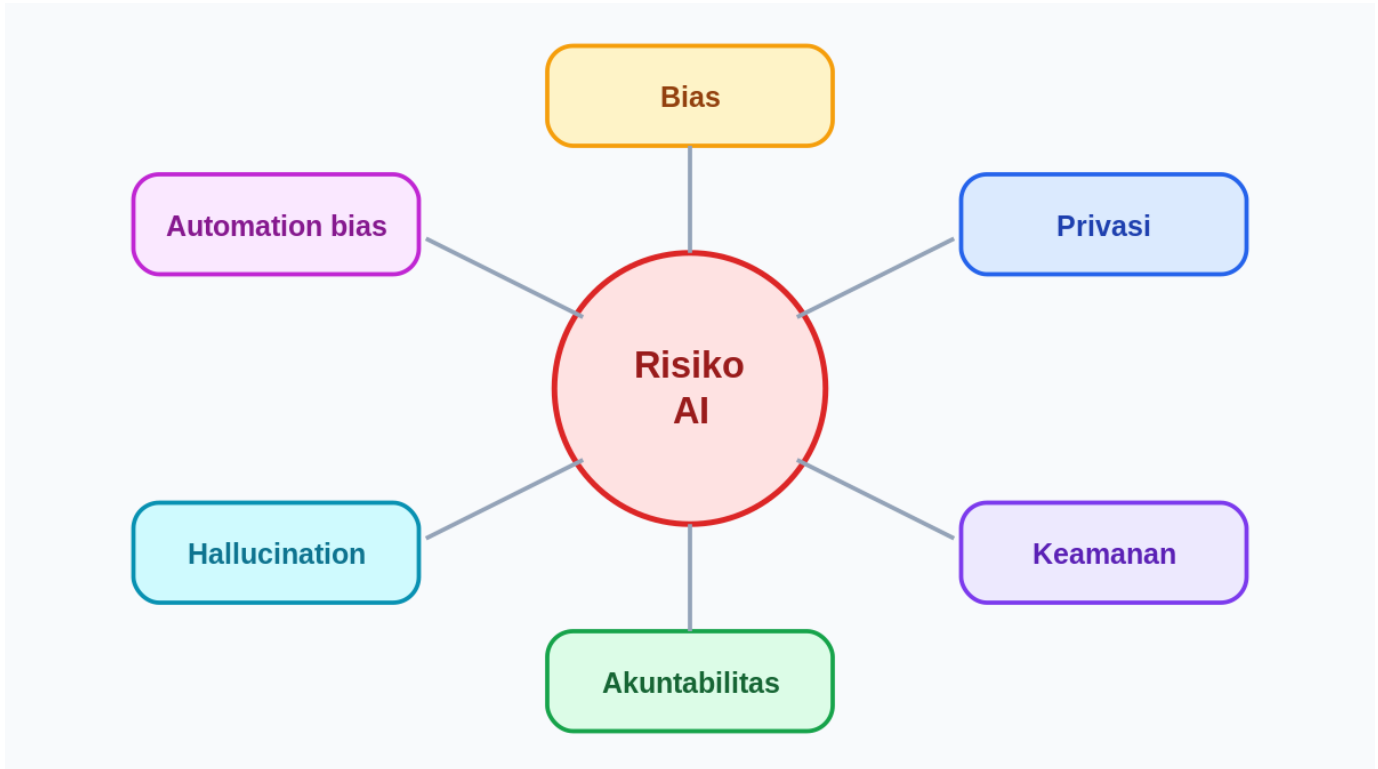 Bias
Automation bias
Privasi
Risiko
AI
Hallucination
Keamanan
Akuntabilitas